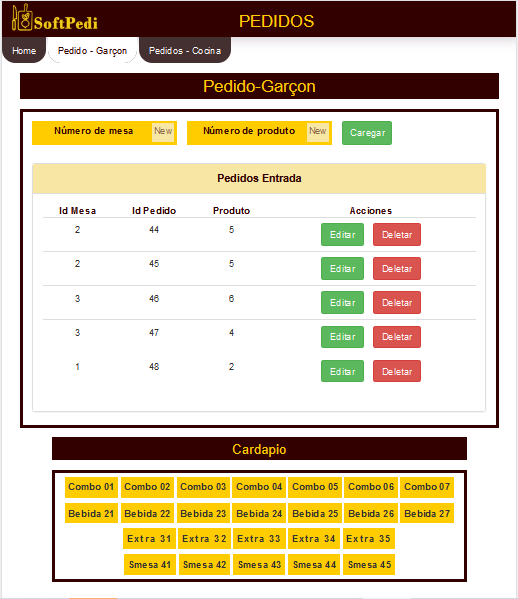 SoftPedi
PEDIDOS
Home Pedido - Garçon Pedidos - Cocina
Pedido-Garçon
Número de mesa New Número de produto New Caregar
Pedidos Entrada
Id Mesa Id Pedido Produto Acciones
2 44 5 Editar Deletar
2 45 5 Editar Deletar
3 46 6 Editar Deletar
3 47 4 Editar Deletar
1 48 2 Editar Deletar
Cardapio
Combo 01 Combo 02 Combo 03 Combo 04 Combo 05 Combo 06 Combo 07
Bebida 21 Bebida 22 Bebida 23 Bebida 24 Bebida 25 Bebida 26 Bebida 27
Extra 31 Extra 32 Extra 33 Extra 34 Extra 35
Smesa 41 Smesa 42 Smesa 43 Smesa 44 Smesa 45